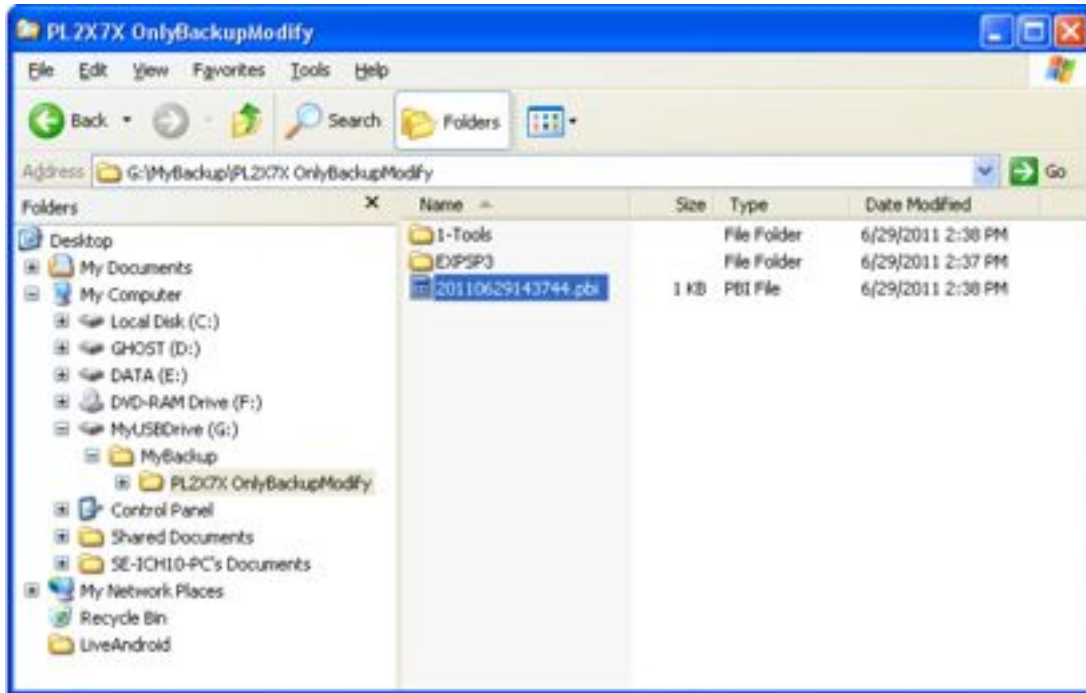 PL2X7X OnlyBackupModify
File Edit View Favorites Tools Help
Back Search Folders
Address G:\MyBackup\PL2X7X OnlyBackupModify Go
Folders Name Size Type Date Modified
Desktop 1-Tools File Folder 6/29/2011 2:38 PM
My Documents EXPSP3 File Folder 6/29/2011 2:37 PM
My Computer 20110629143744.pbi 1 KB PBI File 6/29/2011 2:38 PM
Local Disk (C:)
GHOST (D:)
DATA (E:)
DVD-RAM Drive (F:)
MyUSBDrive (G:)
MyBackup
PL2X7X OnlyBackupModify
Control Panel
Shared Documents
SE-ICH10-PC's Documents
My Network Places
Recycle Bin
LiveAndroid